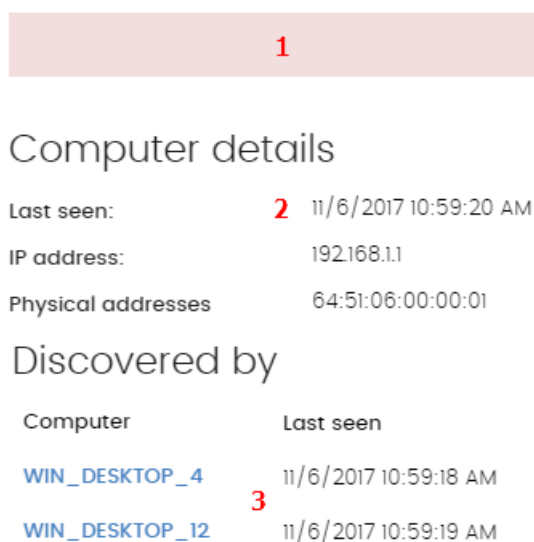 1
Computer details
Last seen: 2 11/6/2017 10:59:20 AM
IP address: 192.168.1.1
Physical addresses 64:51:06:00:00:01
Discovered by
Computer Last seen
WIN_DESKTOP_4 11/6/2017 10:59:18 AM
3
WIN_DESKTOP_12 11/6/2017 10:59:19 AM